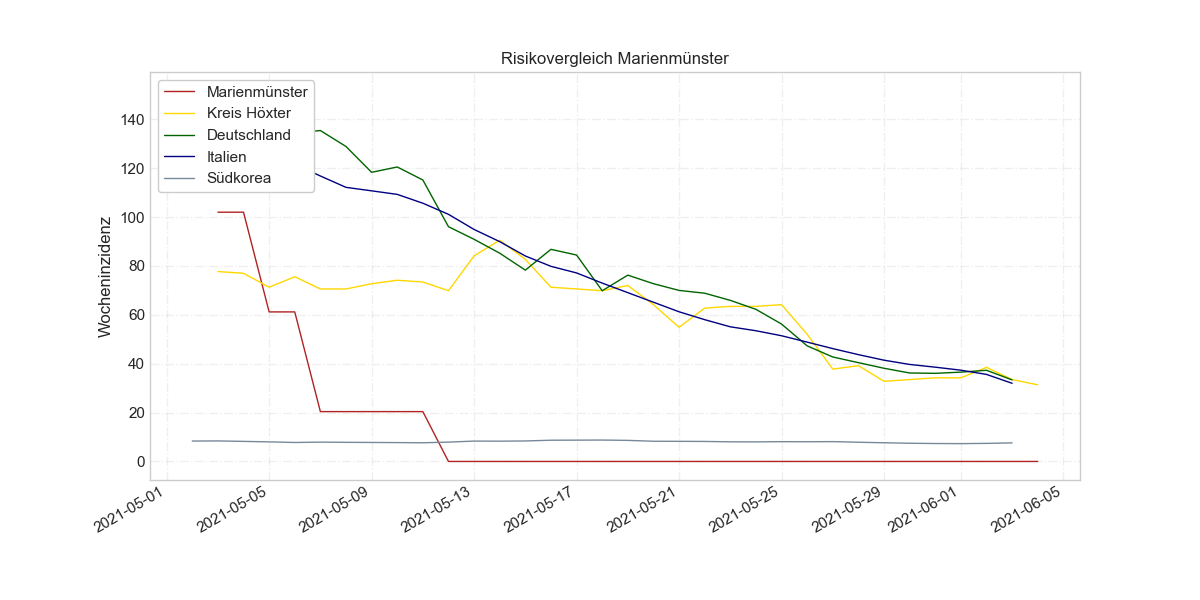 Risikovergleich Marienmünster
Marienmünster
Kreis Höxter
Deutschland
Italien
Südkorea
Wocheninzidenz
140
120
100
80
60
40
20
0
2021-05-01
2021-05-05
2021-05-09
2021-05-13
2021-05-17
2021-05-21
2021-05-25
2021-05-29
2021-06-01
2021-06-05